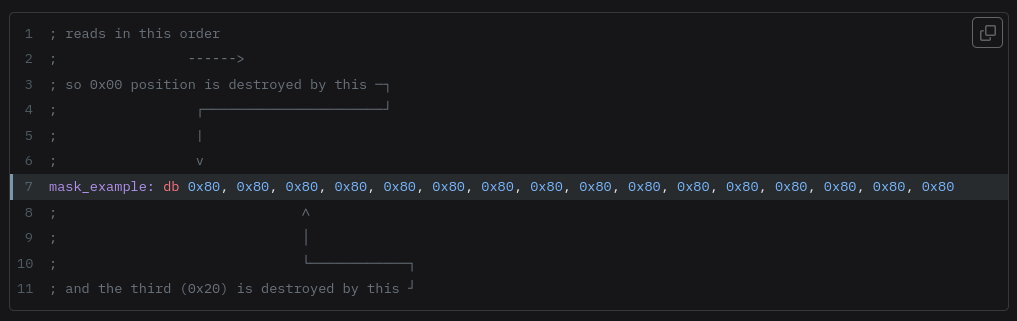 1 ; reads in this order
2 ;                ------>
3 ; so 0x00 position is destroyed by this ─┐
4 ;                 ┌──────────────────────┘
5 ;                 |
6 ;                 v
7 mask_example: db 0x80, 0x80, 0x80, 0x80, 0x80, 0x80, 0x80, 0x80, 0x80, 0x80, 0x80, 0x80, 0x80, 0x80, 0x80, 0x80
8 ;                              ^
9 ;                              │
10 ;                              └────────────┐
11 ; and the third (0x20) is destroyed by this ┘